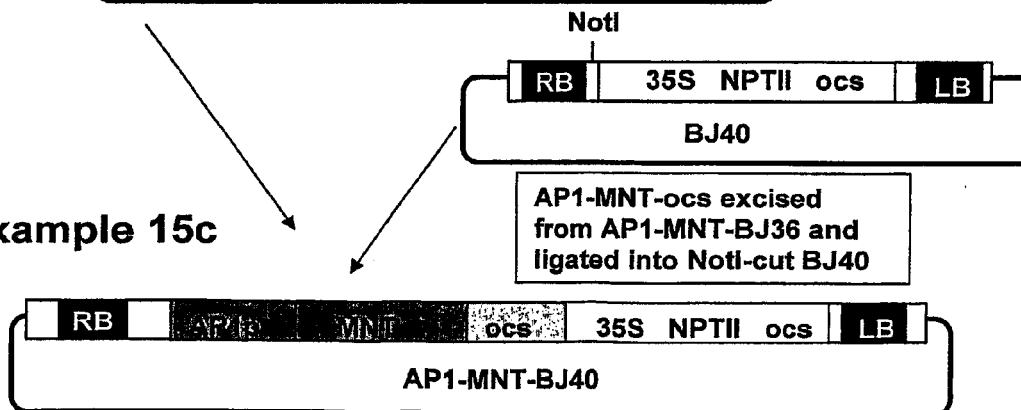 NotI
RB 35S NPTII ocs LB
BJ40
AP1-MNT-ocs excised
from AP1-MNT-BJ36 and
ligated into NotI-cut BJ40
xample 15c
RB AP1 MNT ocs 35S NPTII ocs LB
AP1-MNT-BJ40